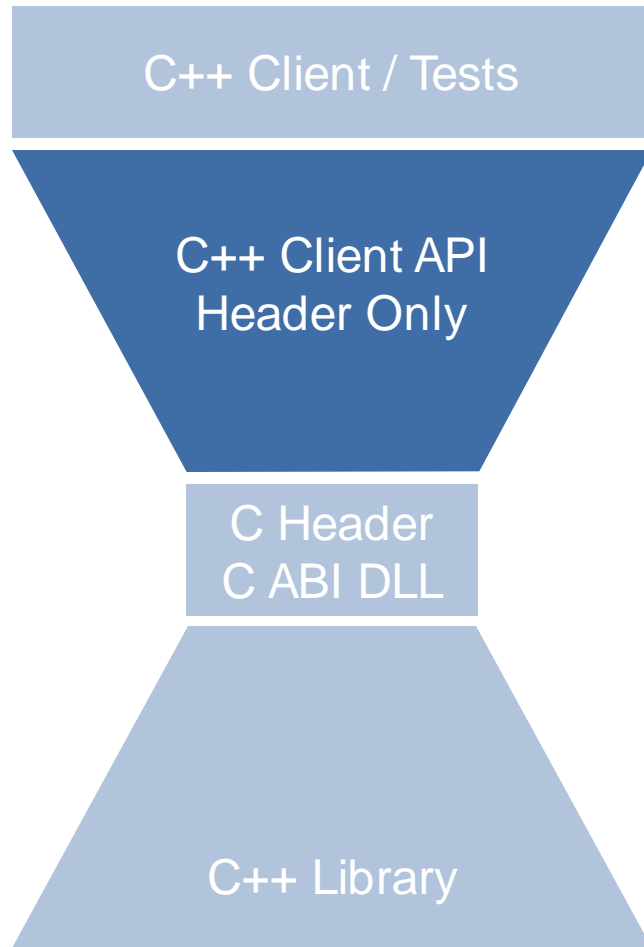 C++ Client / Tests
C++ Client API
Header Only
C Header
C ABI DLL
C++ Library